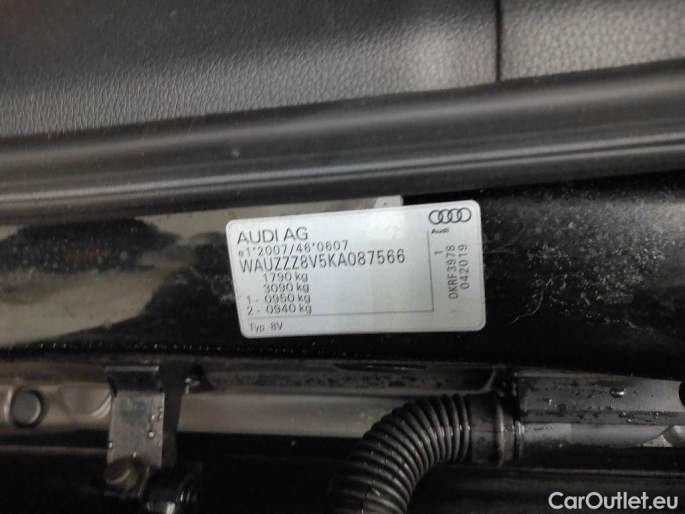 AUDI AG
e1*2007/46*0607
WAUZZZ8V5KA087566
1790 kg
3090 kg
1 - 0950 kg
2 - 0940 kg
Typ 8V
Audi
1
DKRF3978
042019
CarOutlet.eu